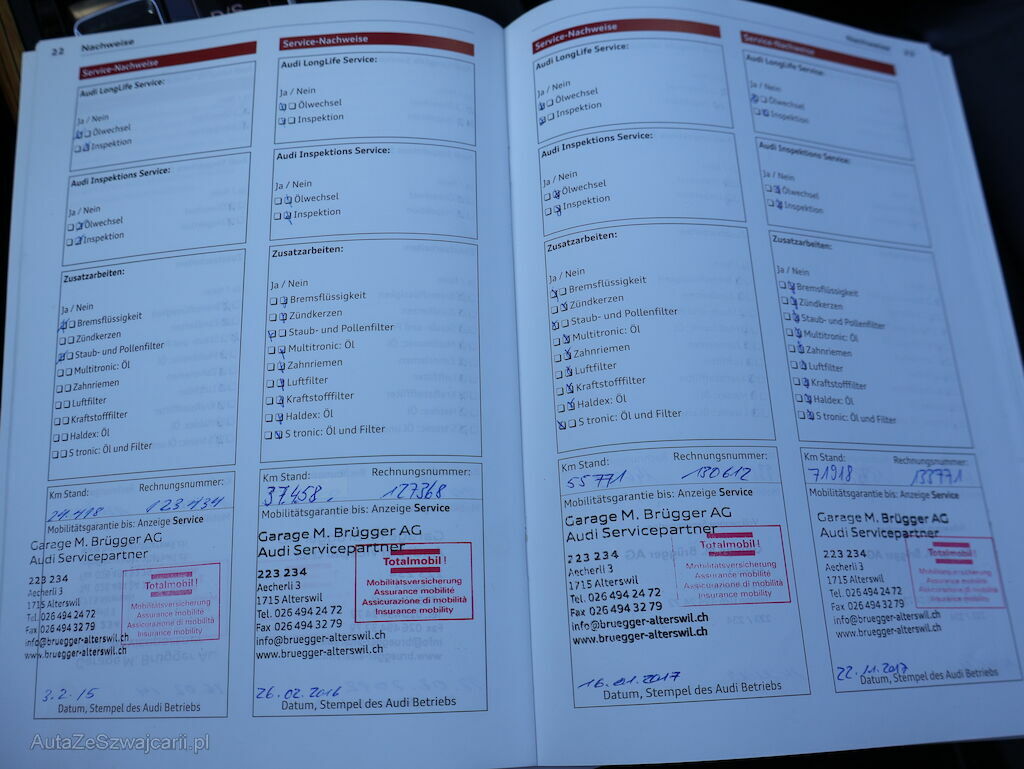 22 Nachweise
Service-Nachweise
Audi LongLife Service:
Ja / Nein
Ölwechsel
Inspektion
Audi Inspektions Service:
Ja / Nein
Ölwechsel
Inspektion
Zusatzarbeiten:
Ja / Nein
Bremsflüssigkeit
Zündkerzen
Staub- und Pollenfilter
Multitronic: Öl
Zahnriemen
Luftfilter
Kraftstofffilter
Haldex: Öl
S tronic: Öl und Filter
Km Stand: Rechnungsnummer:
123434
Mobilitätsgarantie bis: Anzeige Service
Garage M. Brügger AG
Audi Servicepartner
223 234
Aecherli 3
1715 Alterswil
Tel. 026 494 24 72
Fax 026 494 32 79
info@bruegger-alterswil.ch
www.bruegger-alterswil.ch
Totalmobil!
Mobilitätsversicherung
Assurance mobilité
Assicurazione di mobilità
Insurance mobility
3.2.15
Datum, Stempel des Audi Betriebs
Service-Nachweise
Audi LongLife Service:
Ja / Nein
Ölwechsel
Inspektion
Audi Inspektions Service:
Ja / Nein
Ölwechsel
Inspektion
Zusatzarbeiten:
Ja / Nein
Bremsflüssigkeit
Zündkerzen
Staub- und Pollenfilter
Multitronic: Öl
Zahnriemen
Luftfilter
Kraftstofffilter
Haldex: Öl
S tronic: Öl und Filter
Km Stand: Rechnungsnummer:
37458. 127368
Mobilitätsgarantie bis: Anzeige Service
Garage M. Brügger AG
Audi Servicepartner
223 234
Aecherli 3
1715 Alterswil
Tel. 026 494 24 72
Fax 026 494 32 79
info@bruegger-alterswil.ch
www.bruegger-alterswil.ch
Totalmobil!
Mobilitätsversicherung
Assurance mobilité
Assicurazione di mobilità
Insurance mobility
26.02.2016
Datum, Stempel des Audi Betriebs
Service-Nachweise
Audi LongLife Service:
Ja / Nein
Ölwechsel
Inspektion
Audi Inspektions Service:
Ja / Nein
Ölwechsel
Inspektion
Zusatzarbeiten:
Ja / Nein
Bremsflüssigkeit
Zündkerzen
Staub- und Pollenfilter
Multitronic: Öl
Zahnriemen
Luftfilter
Kraftstofffilter
Haldex: Öl
S tronic: Öl und Filter
Km Stand: Rechnungsnummer:
55771 130612
Mobilitätsgarantie bis: Anzeige Service
Garage M. Brügger AG
Audi Servicepartner
223 234
Aecherli 3
1715 Alterswil
Tel. 026 494 24 72
Fax 026 494 32 79
info@bruegger-alterswil.ch
www.bruegger-alterswil.ch
Totalmobil!
Mobilitätsversicherung
Assurance mobilité
Assicurazione di mobilità
Insurance mobility
16.01.2017
Datum, Stempel des Audi Betriebs
Service-Nachweise
Audi LongLife Service:
Ja / Nein
Ölwechsel
Inspektion
Audi Inspektions Service:
Ja / Nein
Ölwechsel
Inspektion
Zusatzarbeiten:
Ja / Nein
Bremsflüssigkeit
Zündkerzen
Staub- und Pollenfilter
Multitronic: Öl
Zahnriemen
Luftfilter
Kraftstofffilter
Haldex: Öl
S tronic: Öl und Filter
Km Stand: Rechnungsnummer:
71918 133771
Mobilitätsgarantie bis: Anzeige Service
Garage M. Brügger AG
Audi Servicepartner
223 234
Aecherli 3
1715 Alterswil
Tel. 026 494 24 72
Fax 026 494 32 79
info@bruegger-alterswil.ch
www.bruegger-alterswil.ch
Totalmobil!
Mobilitätsversicherung
Assurance mobilité
Assicurazione di mobilità
Insurance mobility
22.11.2017
Datum, Stempel des Audi Betriebs
AutaZeSzwajcarii.pl